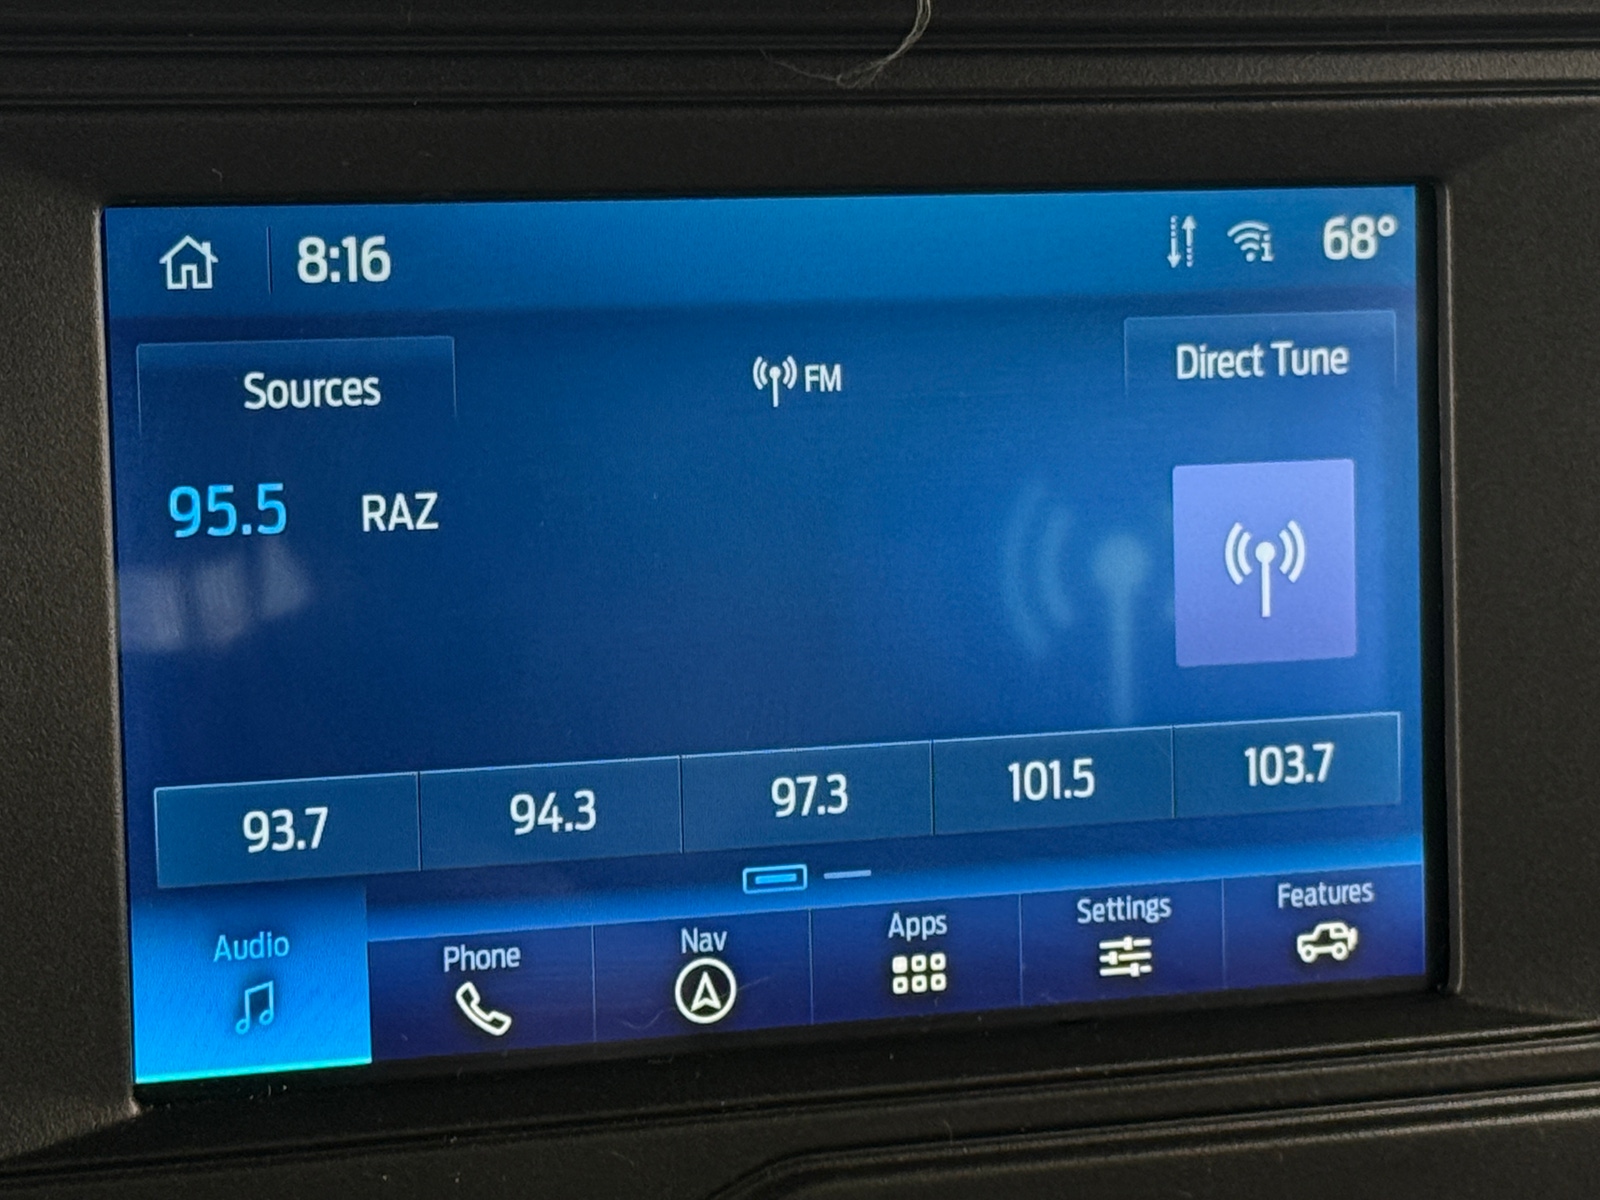 8:16
68°
Sources
FM
Direct Tune
95.5 RAZ
93.7 94.3 97.3 101.5 103.7
Audio Phone Nav Apps Settings Features